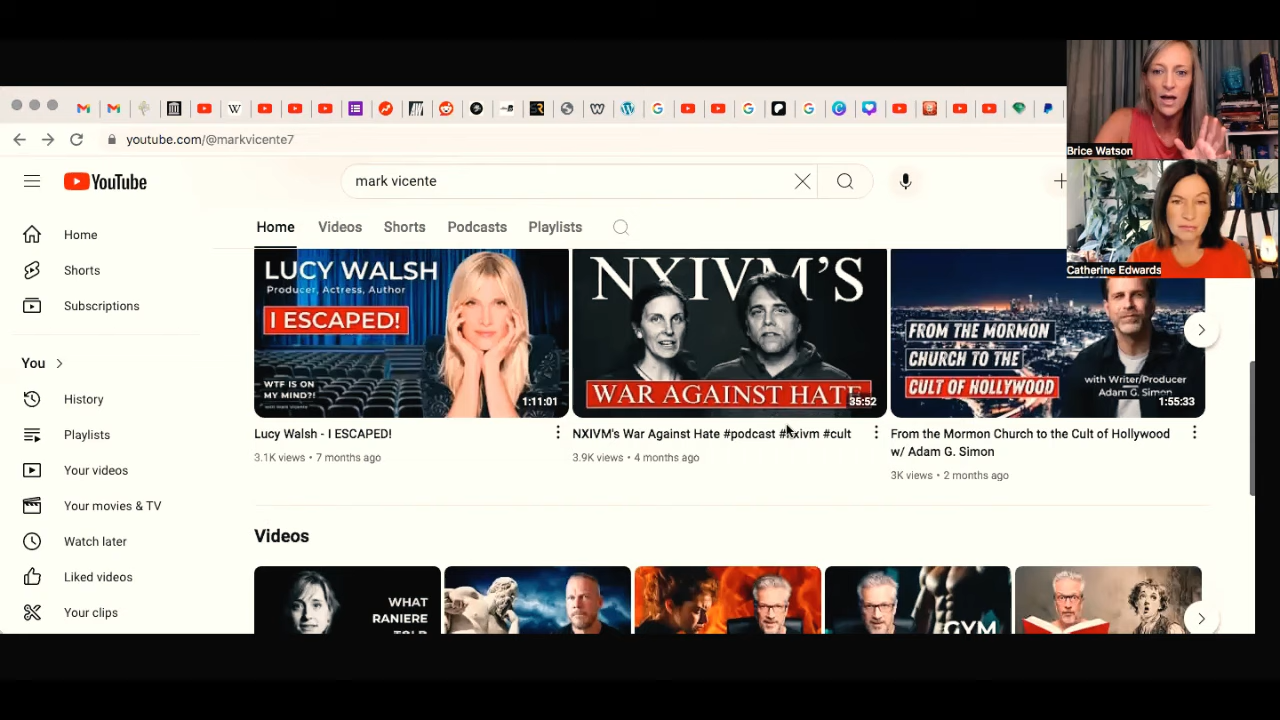 youtube.com/@markvicente7
Brice Watson
Catherine Edwards
YouTube
mark vicente
Home
Videos
Shorts
Podcasts
Playlists
Home
Shorts
Subscriptions
You
History
Playlists
Your videos
Your movies & TV
Watch later
Liked videos
Your clips
LUCY WALSH
Producer, Actress, Author
I ESCAPED!
WTF IS ON
MY MIND?!
1:11:01
Lucy Walsh - I ESCAPED!
3.1K views • 7 months ago
NXIVM'S
WAR AGAINST HATE
35:52
NXIVM's War Against Hate #podcast #nxivm #cult
3.9K views • 4 months ago
FROM THE MORMON
CHURCH TO THE
CULT OF HOLLYWOOD
with Writer/Producer
Adam G. Simon
1:55:33
From the Mormon Church to the Cult of Hollywood
w/ Adam G. Simon
3K views • 2 months ago
Videos
WHAT
RANIERE
TOLD
GYM